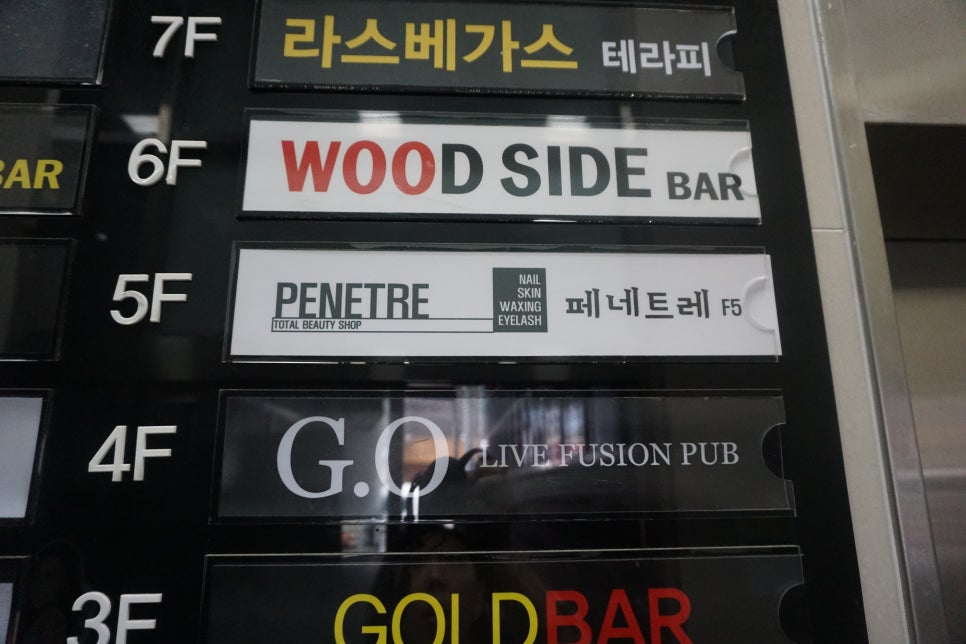 7F 라스베가스 테라피
BAR 6F WOOD SIDE BAR
5F PENETRE
TOTAL BEAUTY SHOP
NAIL
SKIN
WAXING
EYELASH
페네트레 F5
4F G.O LIVE FUSION PUB
3F GOLDBAR